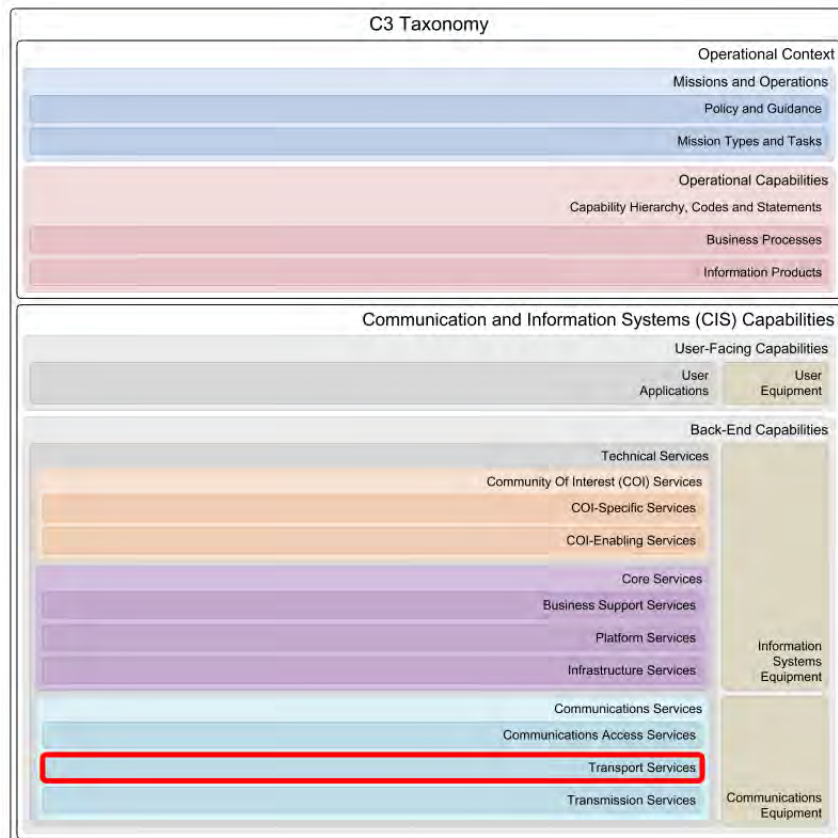 C3 Taxonomy
Operational Context
Missions and Operations
Policy and Guidance
Mission Types and Tasks
Operational Capabilities
Capability Hierarchy, Codes and Statements
Business Processes
Information Products
Communication and Information Systems (CIS) Capabilities
User-Facing Capabilities
User
Applications
User
Equipment
Back-End Capabilities
Technical Services
Community Of Interest (COI) Services
COI-Specific Services
COI-Enabling Services
Core Services
Business Support Services
Platform Services
Infrastructure Services
Information
Systems
Equipment
Communications Services
Communications Access Services
Transport Services
Transmission Services
Communications
Equipment